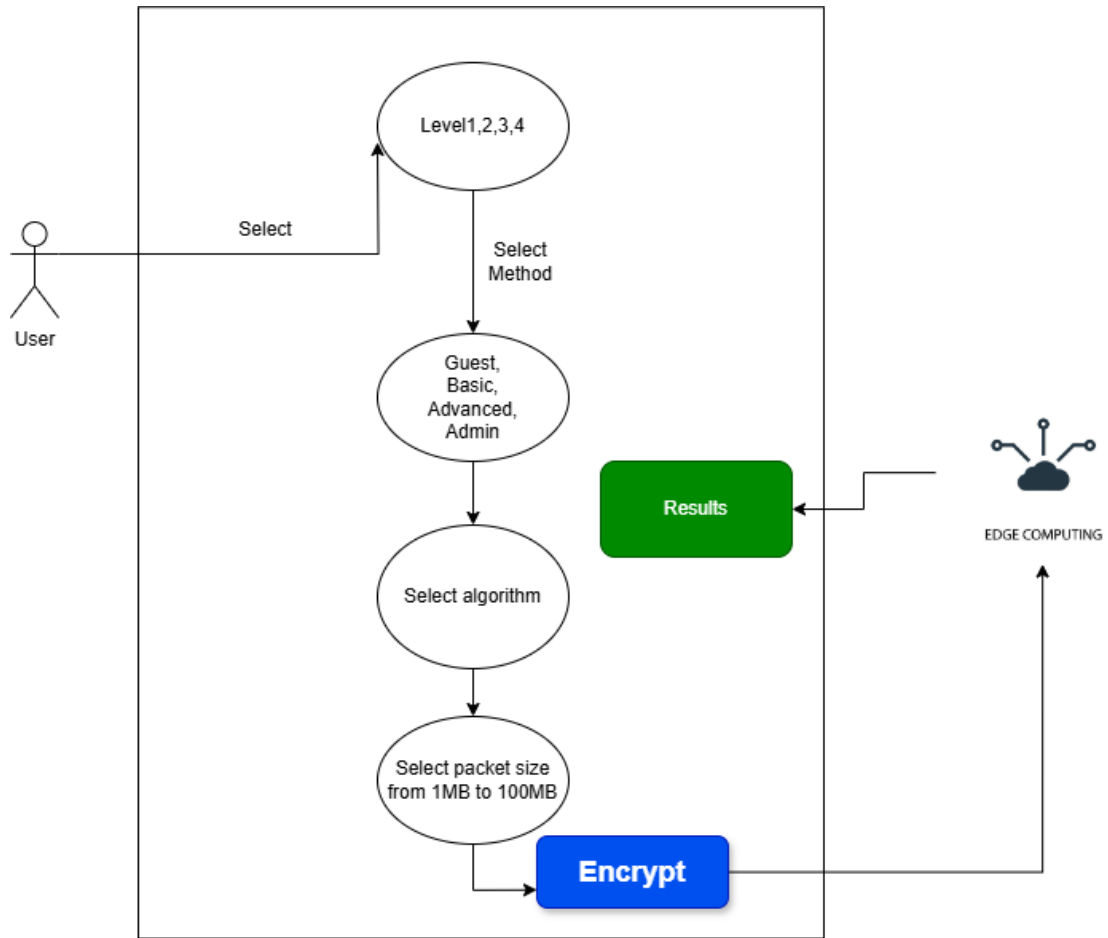 Level1,2,3,4
Select
Select
Method
User
Guest,
Basic,
Advanced,
Admin
Results
EDGE COMPUTING
Select algorithm
Select packet size
from 1MB to 100MB
Encrypt